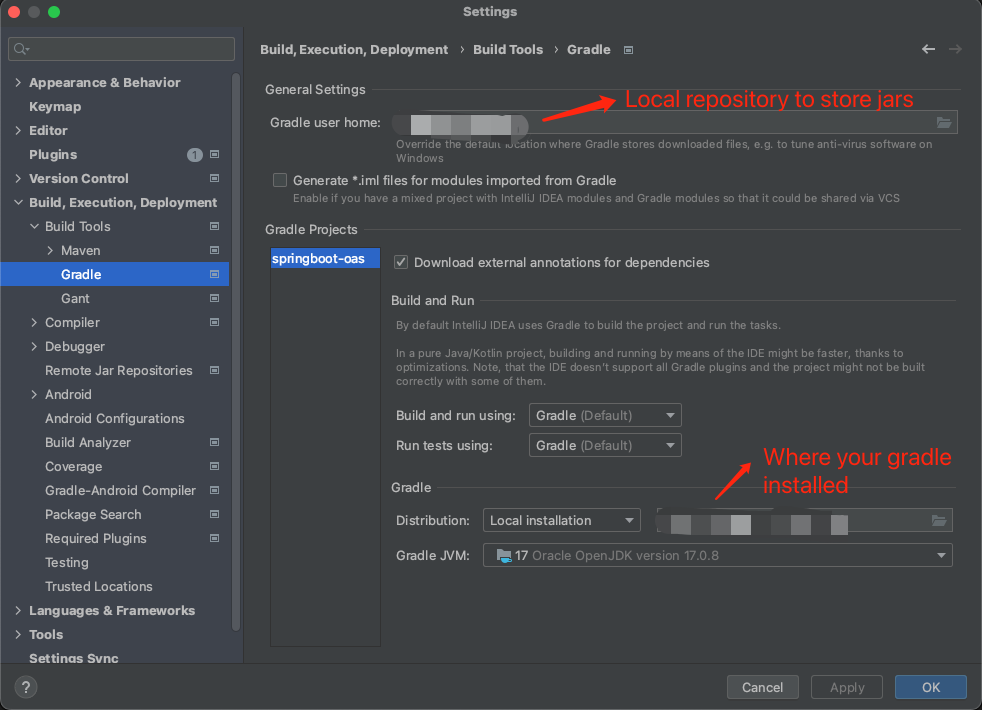 Settings
Build, Execution, Deployment › Build Tools › Gradle
Appearance & Behavior
Keymap
Editor
Plugins 1
Version Control
Build, Execution, Deployment
Build Tools
Maven
Gradle
Gant
Compiler
Debugger
Remote Jar Repositories
Android
Android Configurations
Build Analyzer
Coverage
Gradle-Android Compiler
Package Search
Required Plugins
Testing
Trusted Locations
Languages & Frameworks
Tools
Settings Sync
General Settings
Local repository to store jars
Gradle user home:
Override the default location where Gradle stores downloaded files, e.g. to tune anti-virus software on
Windows
Generate *.iml files for modules imported from Gradle
Enable if you have a mixed project with IntelliJ IDEA modules and Gradle modules so that it could be shared via VCS
Gradle Projects
springboot-oas
Download external annotations for dependencies
Build and Run
By default IntelliJ IDEA uses Gradle to build the project and run the tasks.
In a pure Java/Kotlin project, building and running by means of the IDE might be faster, thanks to
optimizations. Note, that the IDE doesn't support all Gradle plugins and the project might not be built
correctly with some of them.
Build and run using: Gradle (Default)
Run tests using: Gradle (Default)
Where your gradle
installed
Gradle
Distribution: Local installation
Gradle JVM: 17 Oracle OpenJDK version 17.0.8
?
Cancel
Apply
OK